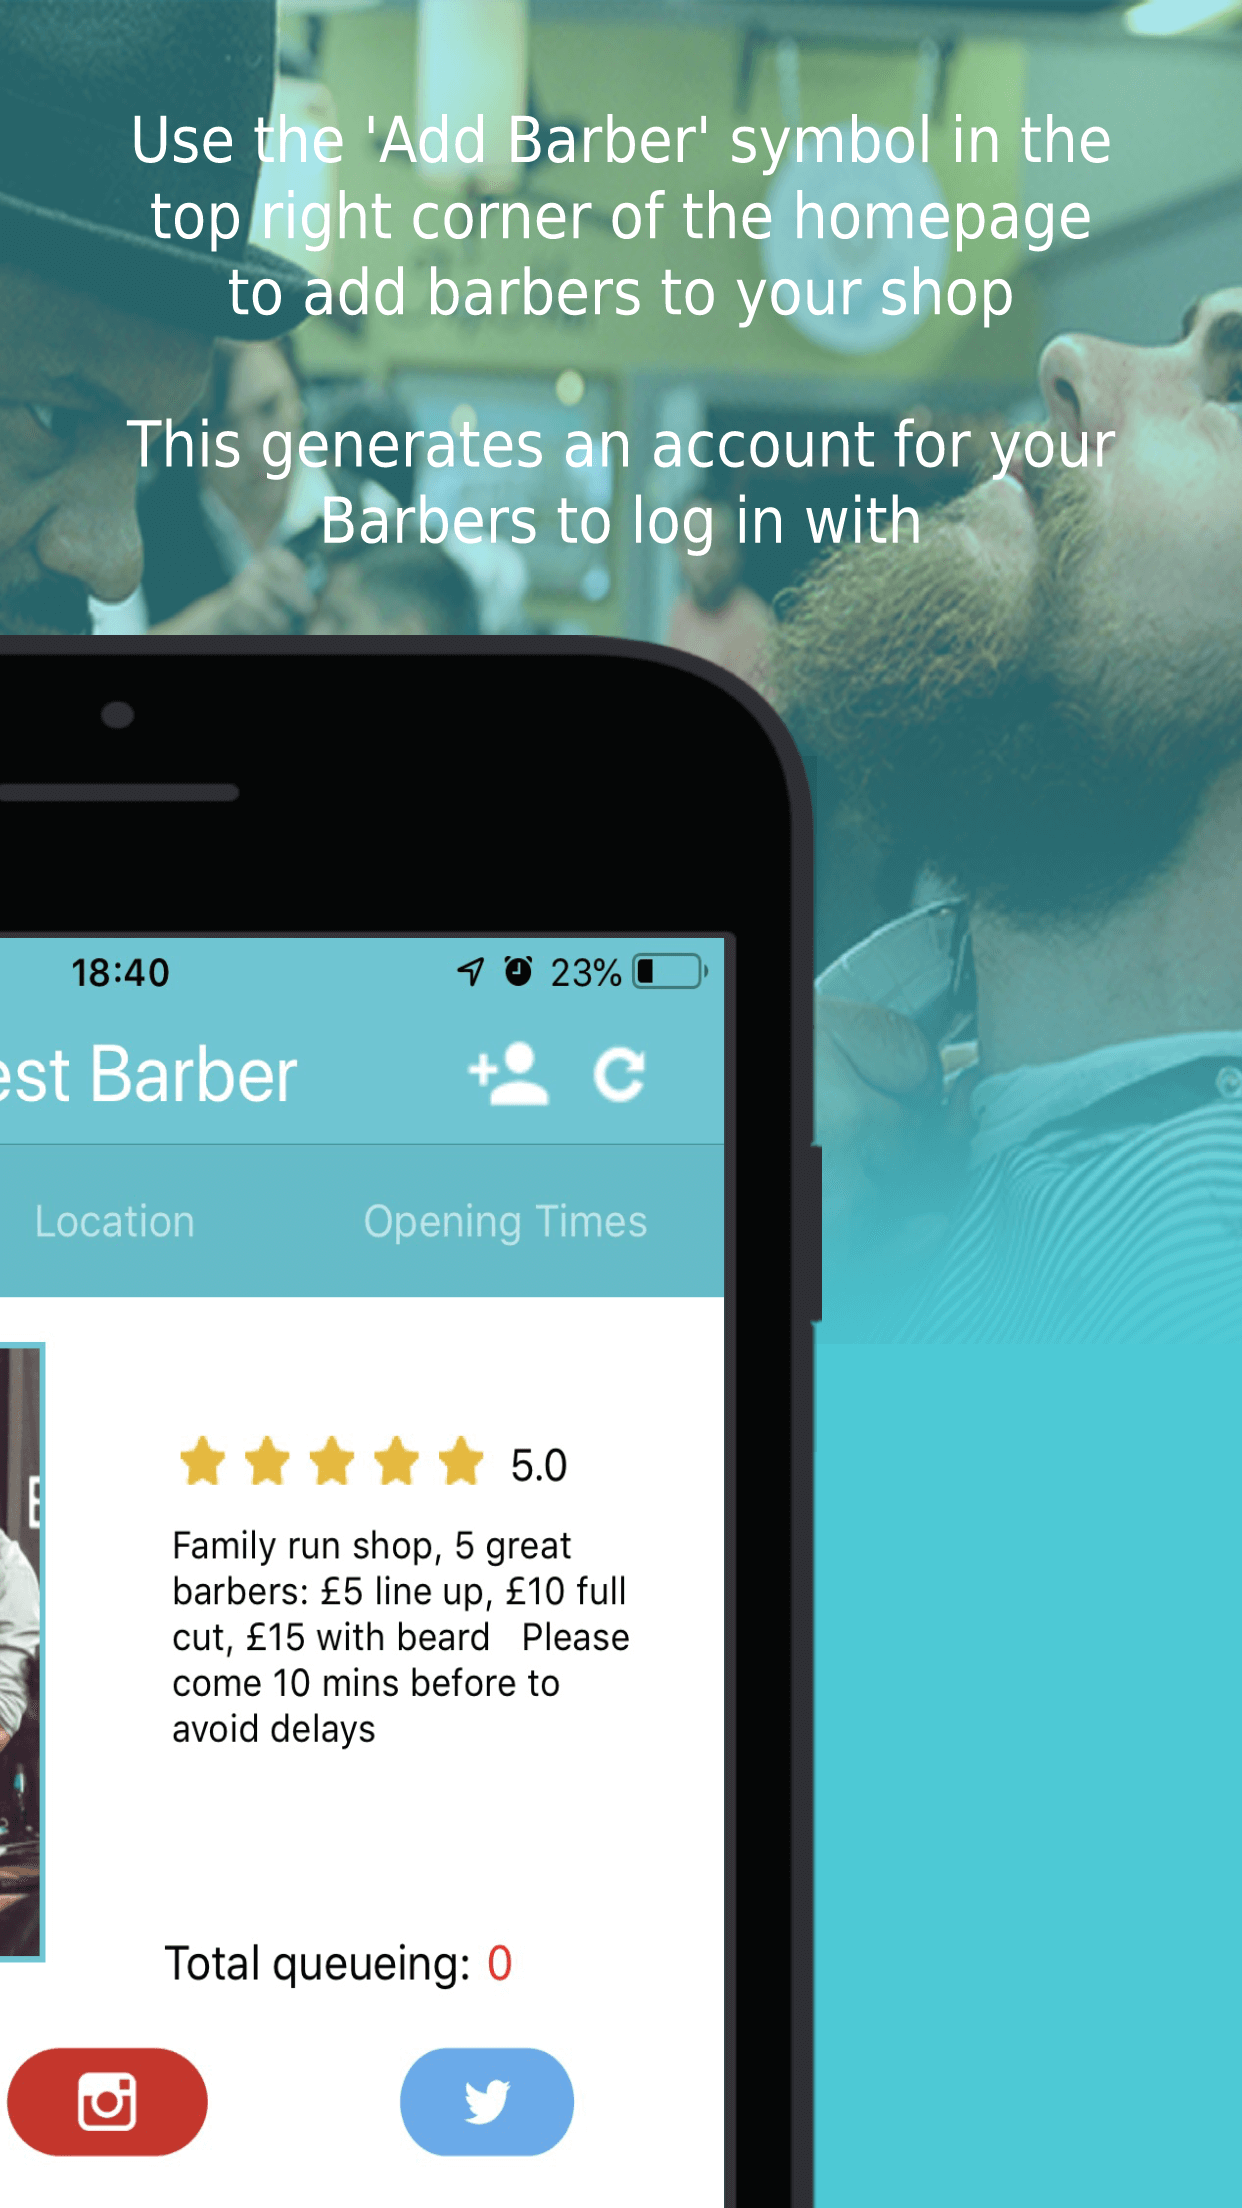 Use the 'Add Barber' symbol in the
top right corner of the homepage
to add barbers to your shop
This generates an account for your
Barbers to log in with
18:40
23%
est Barber
Location
Opening Times
5.0
Family run shop, 5 great
barbers: £5 line up, £10 full
cut, £15 with beard   Please
come 10 mins before to
avoid delays
Total queueing: 0